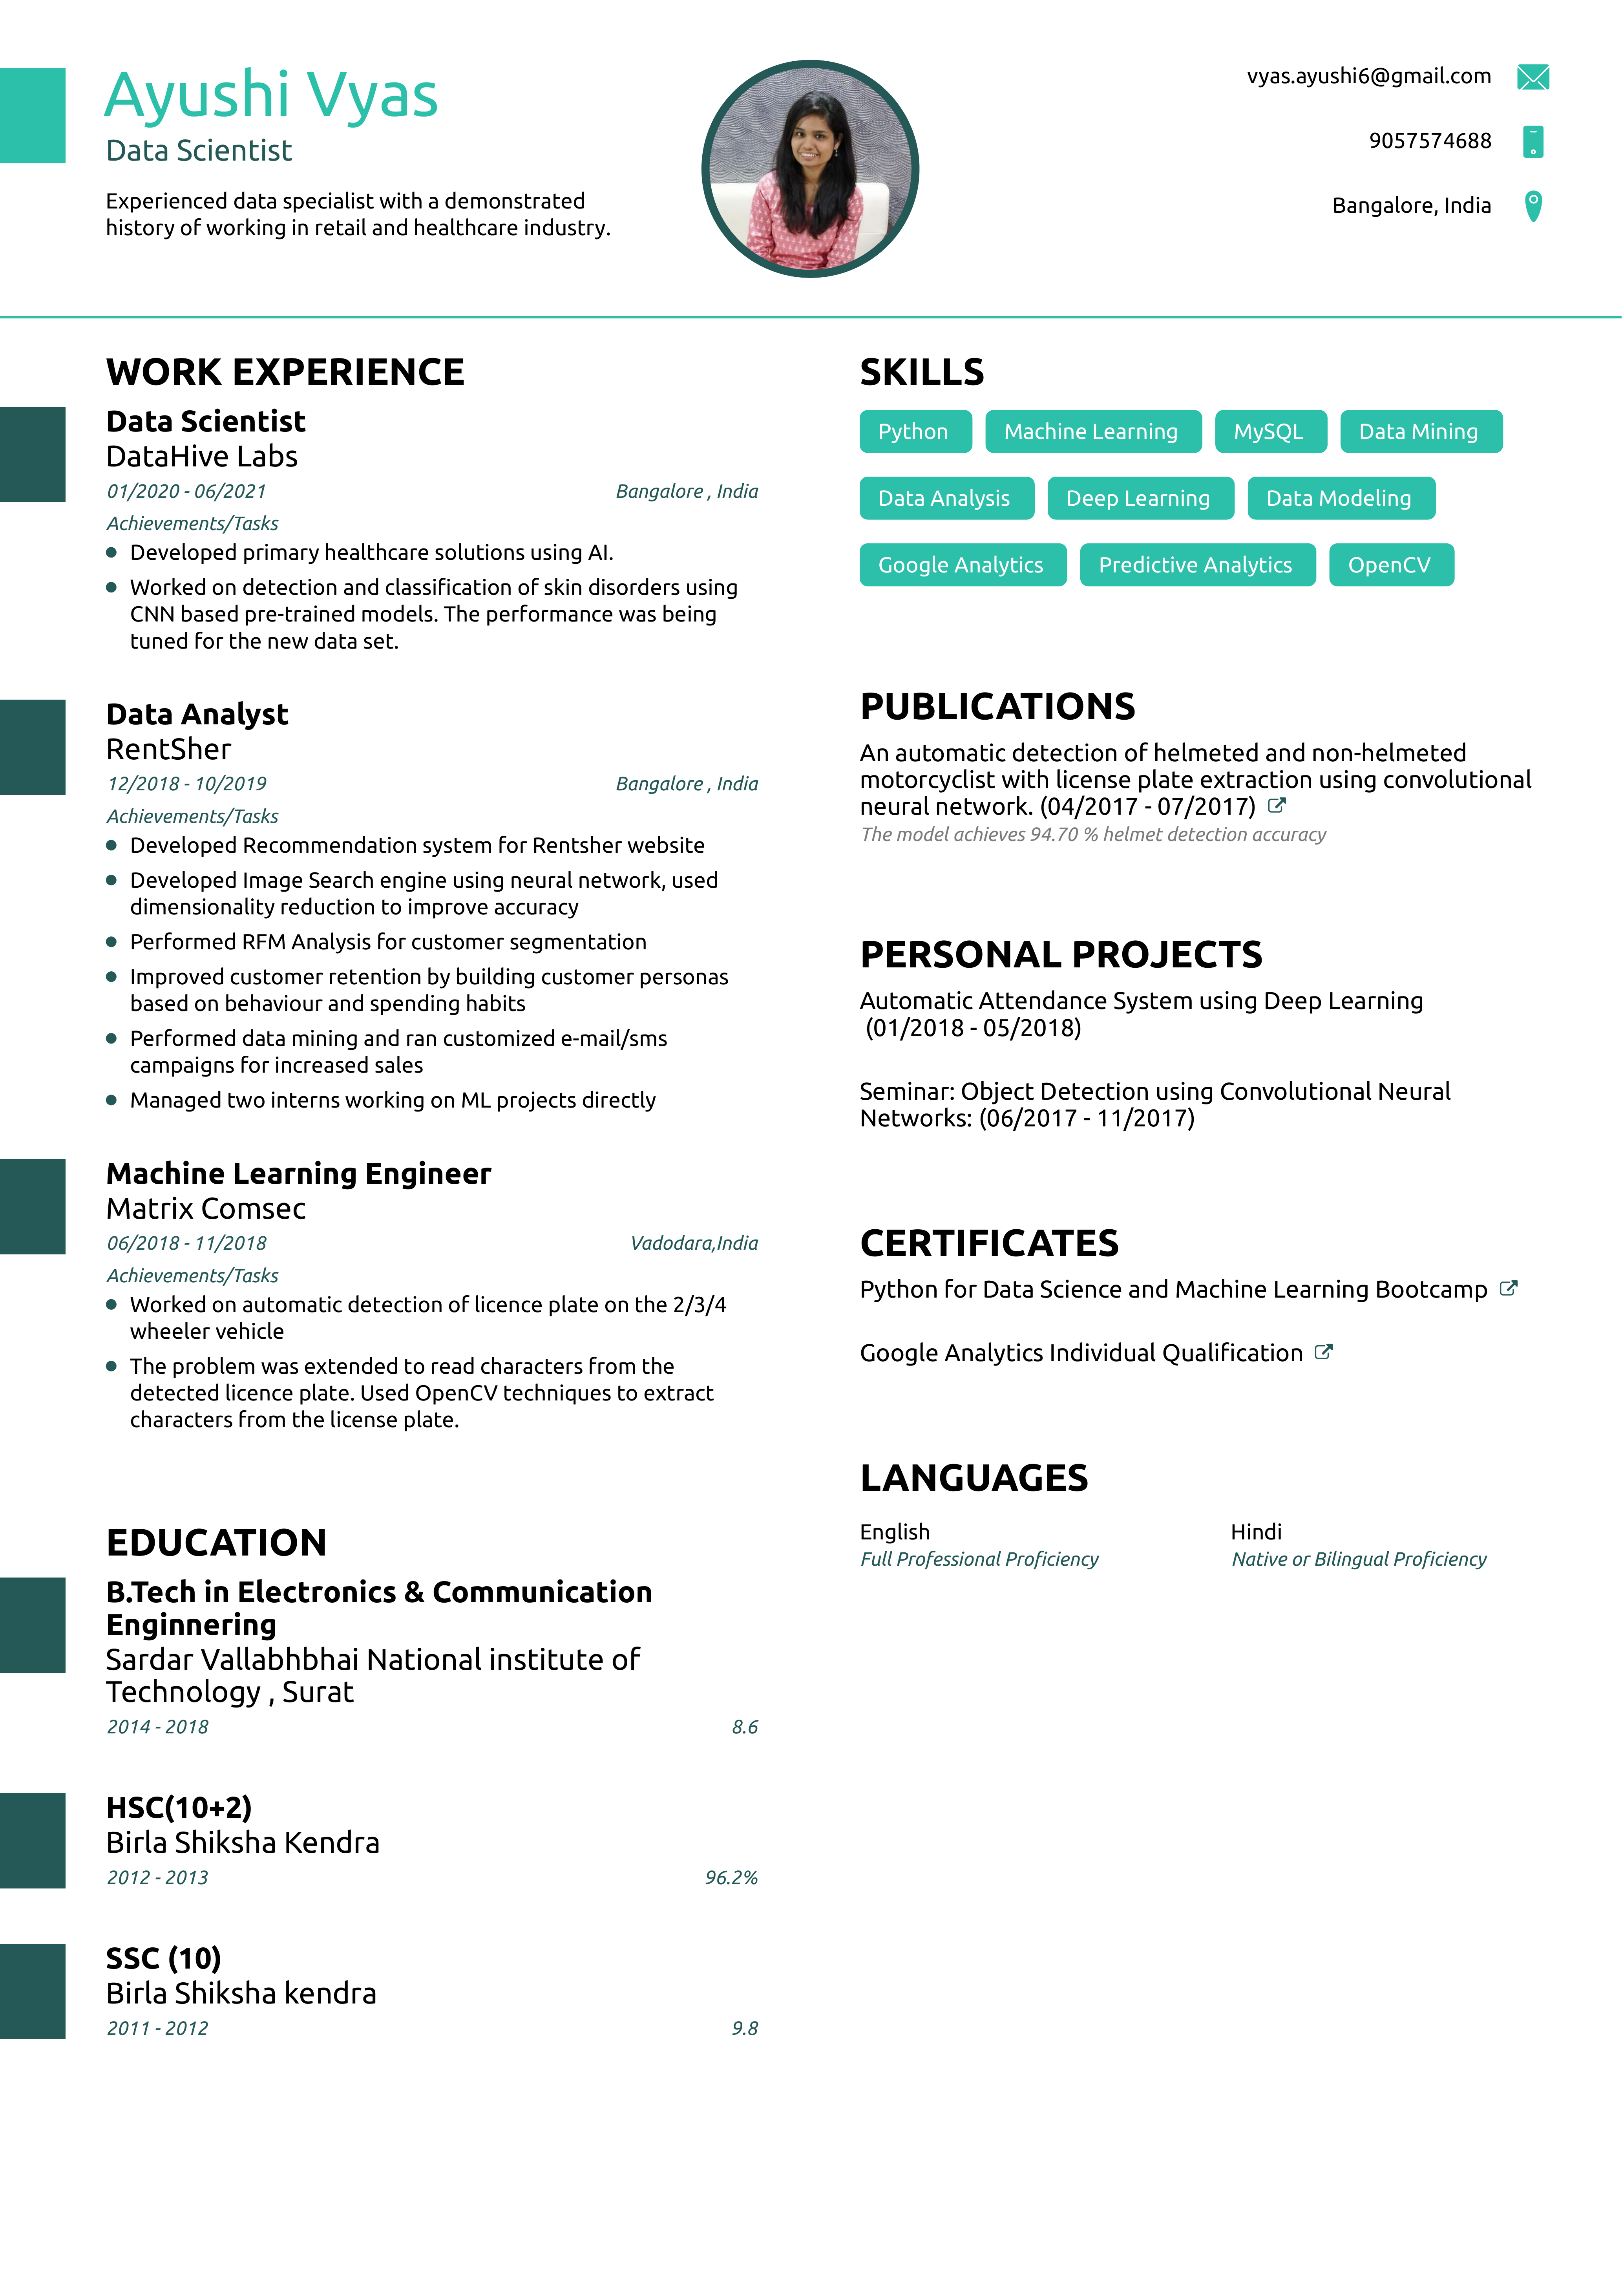 Ayushi Vyas
Data Scientist
Experienced data specialist with a demonstrated
history of working in retail and healthcare industry.
vyas.ayushi6@gmail.com
9057574688
Bangalore, India
WORK EXPERIENCE
Data Scientist
DataHive Labs
01/2020 - 06/2021 Bangalore , India
Achievements/Tasks
Developed primary healthcare solutions using AI.
Worked on detection and classification of skin disorders using
CNN based pre-trained models. The performance was being
tuned for the new data set.
Data Analyst
RentSher
12/2018 - 10/2019 Bangalore , India
Achievements/Tasks
Developed Recommendation system for Rentsher website
Developed Image Search engine using neural network, used
dimensionality reduction to improve accuracy
Performed RFM Analysis for customer segmentation
Improved customer retention by building customer personas
based on behaviour and spending habits
Performed data mining and ran customized e-mail/sms
campaigns for increased sales
Managed two interns working on ML projects directly
Machine Learning Engineer
Matrix Comsec
06/2018 - 11/2018 Vadodara,India
Achievements/Tasks
Worked on automatic detection of licence plate on the 2/3/4
wheeler vehicle
The problem was extended to read characters from the
detected licence plate. Used OpenCV techniques to extract
characters from the license plate.
EDUCATION
B.Tech in Electronics & Communication
Enginnering
Sardar Vallabhbhai National institute of
Technology , Surat
2014 - 2018 8.6
HSC(10+2)
Birla Shiksha Kendra
2012 - 2013 96.2%
SSC (10)
Birla Shiksha kendra
2011 - 2012 9.8
SKILLS
Python Machine Learning MySQL Data Mining
Data Analysis Deep Learning Data Modeling
Google Analytics Predictive Analytics OpenCV
PUBLICATIONS
An automatic detection of helmeted and non-helmeted
motorcyclist with license plate extraction using convolutional
neural network. (04/2017 - 07/2017)
The model achieves 94.70 % helmet detection accuracy
PERSONAL PROJECTS
Automatic Attendance System using Deep Learning
(01/2018 - 05/2018)
Seminar: Object Detection using Convolutional Neural
Networks: (06/2017 - 11/2017)
CERTIFICATES
Python for Data Science and Machine Learning Bootcamp
Google Analytics Individual Qualification
LANGUAGES
English Hindi
Full Professional Proficiency Native or Bilingual Proficiency